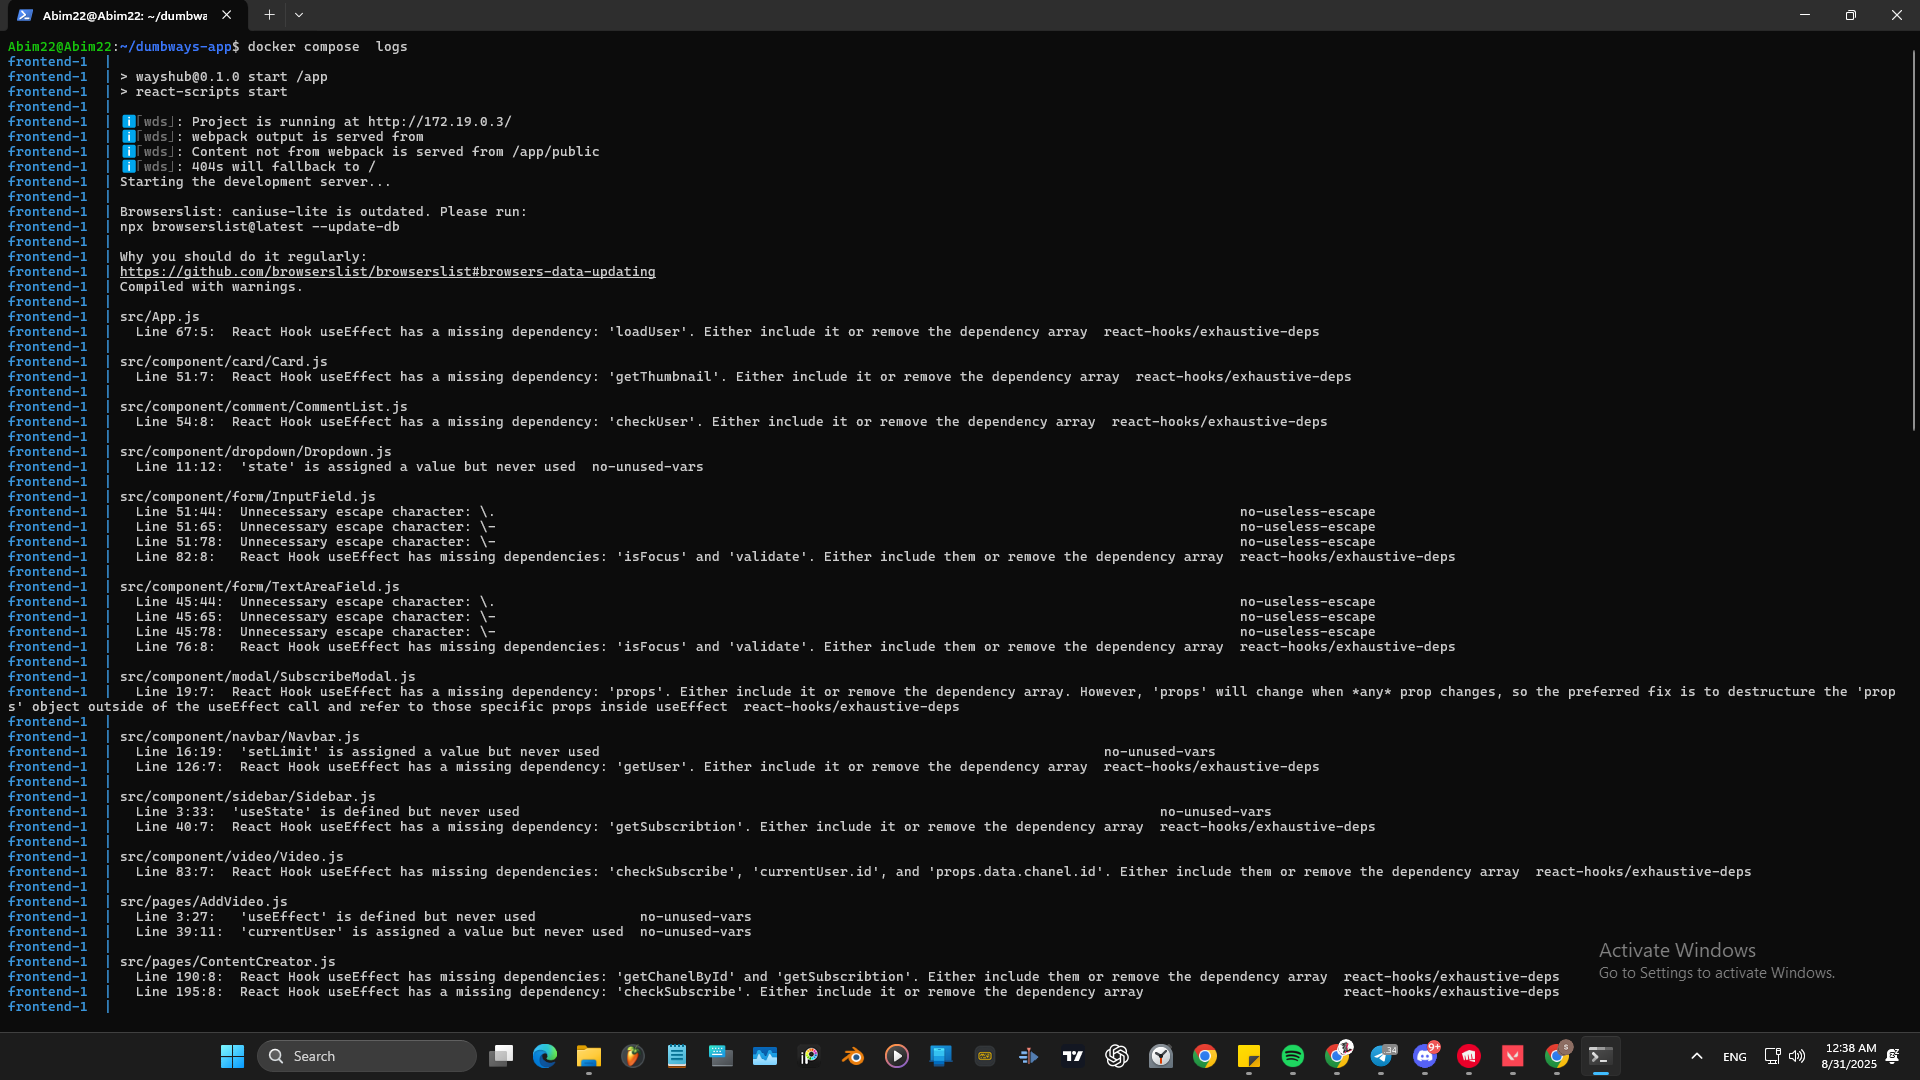 Abim22@Abim22: ~/dumbwa
Abim22@Abim22:~/dumbways-app$ docker compose  logs
frontend-1  |
frontend-1  | > wayshub@0.1.0 start /app
frontend-1  | > react-scripts start
frontend-1  |
frontend-1  | ℹ️｢wds｣: Project is running at http://172.19.0.3/
frontend-1  | ℹ️｢wds｣: webpack output is served from
frontend-1  | ℹ️｢wds｣: Content not from webpack is served from /app/public
frontend-1  | ℹ️｢wds｣: 404s will fallback to /
frontend-1  | Starting the development server...
frontend-1  |
frontend-1  | Browserslist: caniuse-lite is outdated. Please run:
frontend-1  | npx browserslist@latest --update-db
frontend-1  |
frontend-1  | Why you should do it regularly:
frontend-1  | https://github.com/browserslist/browserslist#browsers-data-updating
frontend-1  | Compiled with warnings.
frontend-1  |
frontend-1  | src/App.js
frontend-1  |   Line 67:5:  React Hook useEffect has a missing dependency: 'loadUser'. Either include it or remove the dependency array  react-hooks/exhaustive-deps
frontend-1  |
frontend-1  | src/component/card/Card.js
frontend-1  |   Line 51:7:  React Hook useEffect has a missing dependency: 'getThumbnail'. Either include it or remove the dependency array  react-hooks/exhaustive-deps
frontend-1  |
frontend-1  | src/component/comment/CommentList.js
frontend-1  |   Line 54:8:  React Hook useEffect has a missing dependency: 'checkUser'. Either include it or remove the dependency array  react-hooks/exhaustive-deps
frontend-1  |
frontend-1  | src/component/dropdown/Dropdown.js
frontend-1  |   Line 11:12:  'state' is assigned a value but never used  no-unused-vars
frontend-1  |
frontend-1  | src/component/form/InputField.js
frontend-1  |   Line 51:44:  Unnecessary escape character: \.  no-useless-escape
frontend-1  |   Line 51:65:  Unnecessary escape character: \-  no-useless-escape
frontend-1  |   Line 51:78:  Unnecessary escape character: \-  no-useless-escape
frontend-1  |   Line 82:8:   React Hook useEffect has missing dependencies: 'isFocus' and 'validate'. Either include them or remove the dependency array  react-hooks/exhaustive-deps
frontend-1  |
frontend-1  | src/component/form/TextAreaField.js
frontend-1  |   Line 45:44:  Unnecessary escape character: \.  no-useless-escape
frontend-1  |   Line 45:65:  Unnecessary escape character: \-  no-useless-escape
frontend-1  |   Line 45:78:  Unnecessary escape character: \-  no-useless-escape
frontend-1  |   Line 76:8:   React Hook useEffect has missing dependencies: 'isFocus' and 'validate'. Either include them or remove the dependency array  react-hooks/exhaustive-deps
frontend-1  |
frontend-1  | src/component/modal/SubscribeModal.js
frontend-1  |   Line 19:7:  React Hook useEffect has a missing dependency: 'props'. Either include it or remove the dependency array. However, 'props' will change when *any* prop changes, so the preferred fix is to destructure the 'prop
s' object outside of the useEffect call and refer to those specific props inside useEffect  react-hooks/exhaustive-deps
frontend-1  |
frontend-1  | src/component/navbar/Navbar.js
frontend-1  |   Line 16:19:  'setLimit' is assigned a value but never used  no-unused-vars
frontend-1  |   Line 126:7:  React Hook useEffect has a missing dependency: 'getUser'. Either include it or remove the dependency array  react-hooks/exhaustive-deps
frontend-1  |
frontend-1  | src/component/sidebar/Sidebar.js
frontend-1  |   Line 3:33:  'useState' is defined but never used  no-unused-vars
frontend-1  |   Line 40:7:  React Hook useEffect has a missing dependency: 'getSubscribtion'. Either include it or remove the dependency array  react-hooks/exhaustive-deps
frontend-1  |
frontend-1  | src/component/video/Video.js
frontend-1  |   Line 83:7:  React Hook useEffect has missing dependencies: 'checkSubscribe', 'currentUser.id', and 'props.data.chanel.id'. Either include them or remove the dependency array  react-hooks/exhaustive-deps
frontend-1  |
frontend-1  | src/pages/AddVideo.js
frontend-1  |   Line 3:27:   'useEffect' is defined but never used  no-unused-vars
frontend-1  |   Line 39:11:  'currentUser' is assigned a value but never used  no-unused-vars
frontend-1  |
frontend-1  | src/pages/ContentCreator.js
frontend-1  |   Line 190:8:  React Hook useEffect has missing dependencies: 'getChanelById' and 'getSubscribtion'. Either include them or remove the dependency array  react-hooks/exhaustive-deps
frontend-1  |   Line 195:8:  React Hook useEffect has a missing dependency: 'checkSubscribe'. Either include it or remove the dependency array  react-hooks/exhaustive-deps
frontend-1  |
Activate Windows
Go to Settings to activate Windows.
Search
34
9+
ENG
12:38 AM
8/31/2025